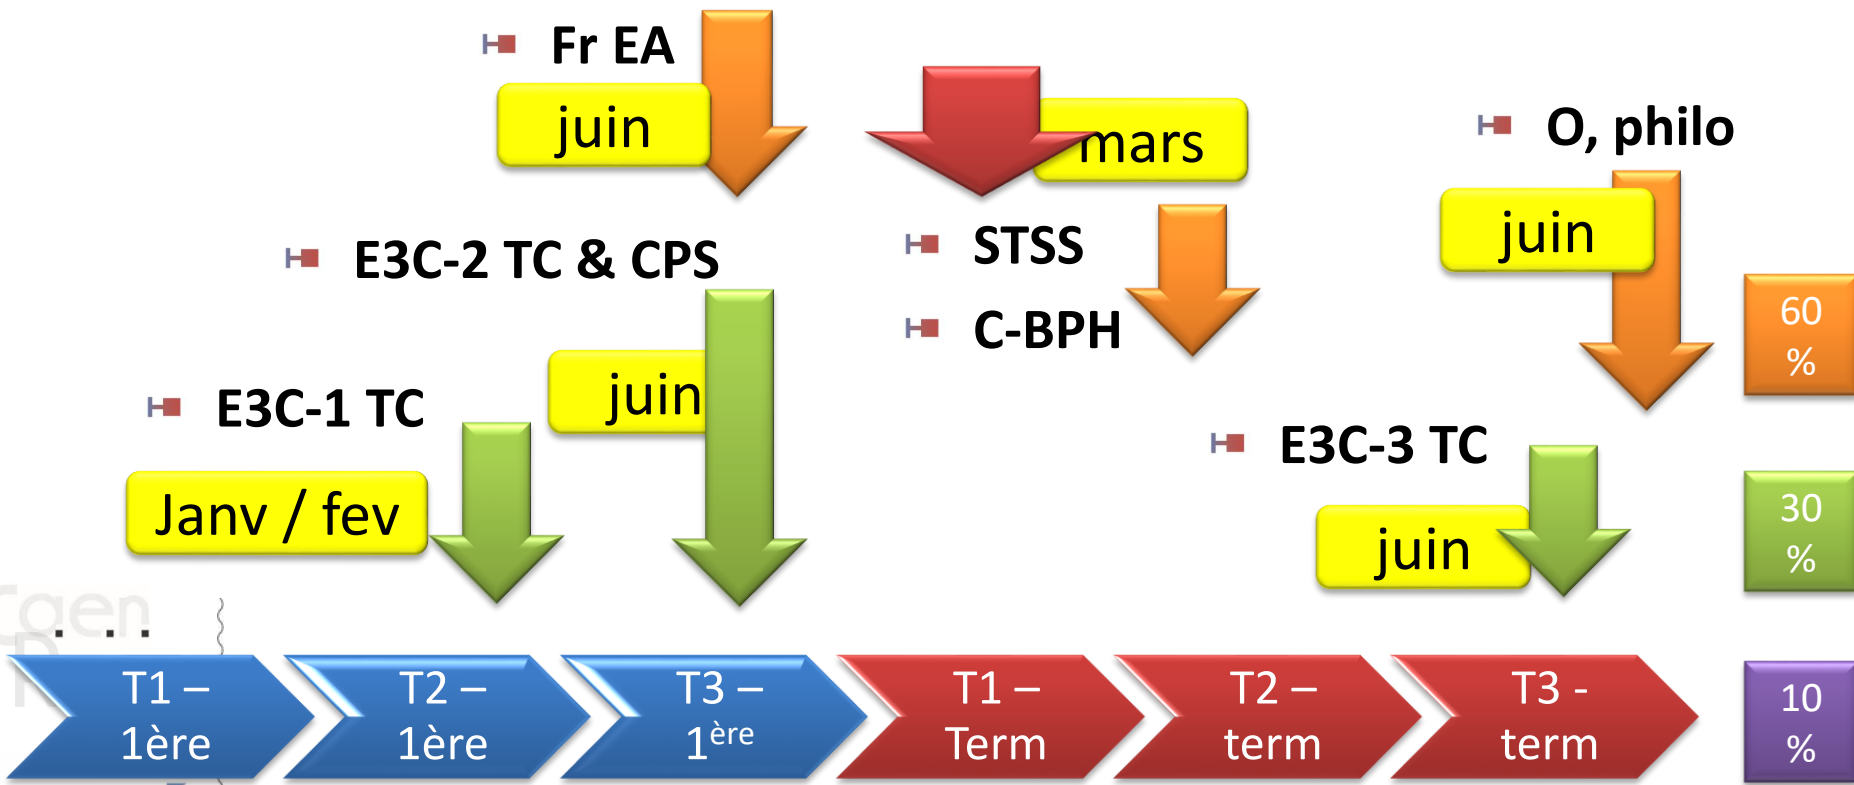 Fr EA
juin
mars
O, philo
juin
E3C-2 TC & CPS
STSS
C-BPH
60
%
juin
E3C-1 TC
E3C-3 TC
Janv / fev
juin
30
%
Caen
...
T1 –
1ère
T2 –
1ère
T3 –
1ère
T1 –
Term
T2 –
term
T3 -
term
10
%